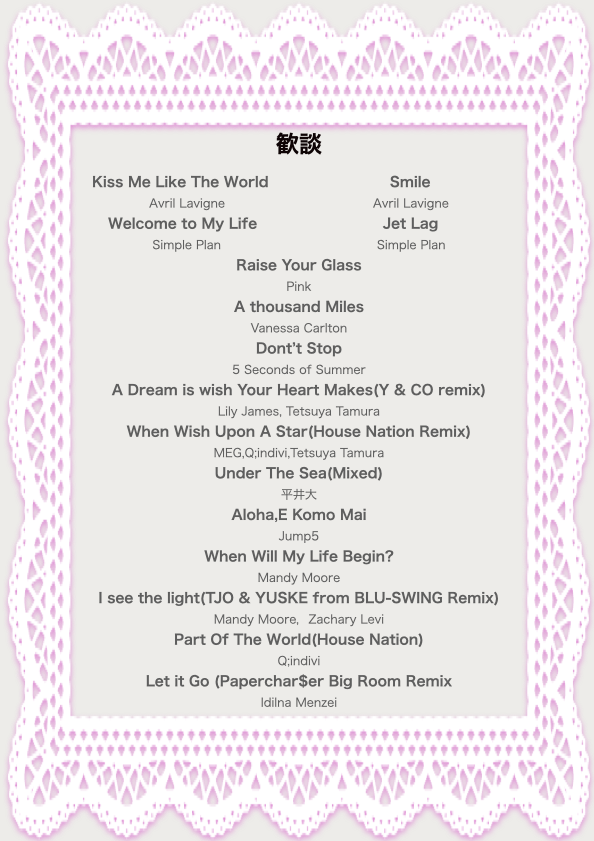 歓談
Kiss Me Like The World
Smile
Avril Lavigne
Avril Lavigne
Welcome to My Life
Jet Lag
Simple Plan
Simple Plan
Raise Your Glass
Pink
A thousand Miles
Vanessa Carlton
Dont't Stop
5 Seconds of Summer
A Dream is wish Your Heart Makes(Y & CO remix)
Lily James, Tetsuya Tamura
When Wish Upon A Star(House Nation Remix)
MEG,Q;indivi,Tetsuya Tamura
Under The Sea(Mixed)
平井大
Aloha,E Komo Mai
Jump5
When Will My Life Begin?
Mandy Moore
I see the light(TJO & YUSKE from BLU-SWING Remix)
Mandy Moore,  Zachary Levi
Part Of The World(House Nation)
Q;indivi
Let it Go (Paperchar$er Big Room Remix
Idilna Menzei